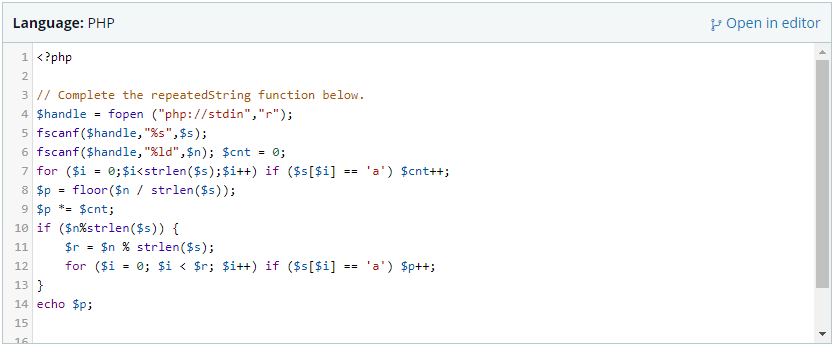 Language: PHP
Open in editor
1 <?php
2
3 // Complete the repeatedString function below.
4 $handle = fopen ("php://stdin","r");
5 fscanf($handle,"%s",$s);
6 fscanf($handle,"%ld",$n); $cnt = 0;
7 for ($i = 0;$i<strlen($s);$i++) if ($s[$i] == 'a') $cnt++;
8 $p = floor($n / strlen($s));
9 $p *= $cnt;
10 if ($n%strlen($s)) {
11     $r = $n % strlen($s);
12     for ($i = 0; $i < $r; $i++) if ($s[$i] == 'a') $p++;
13 }
14 echo $p;
15
16